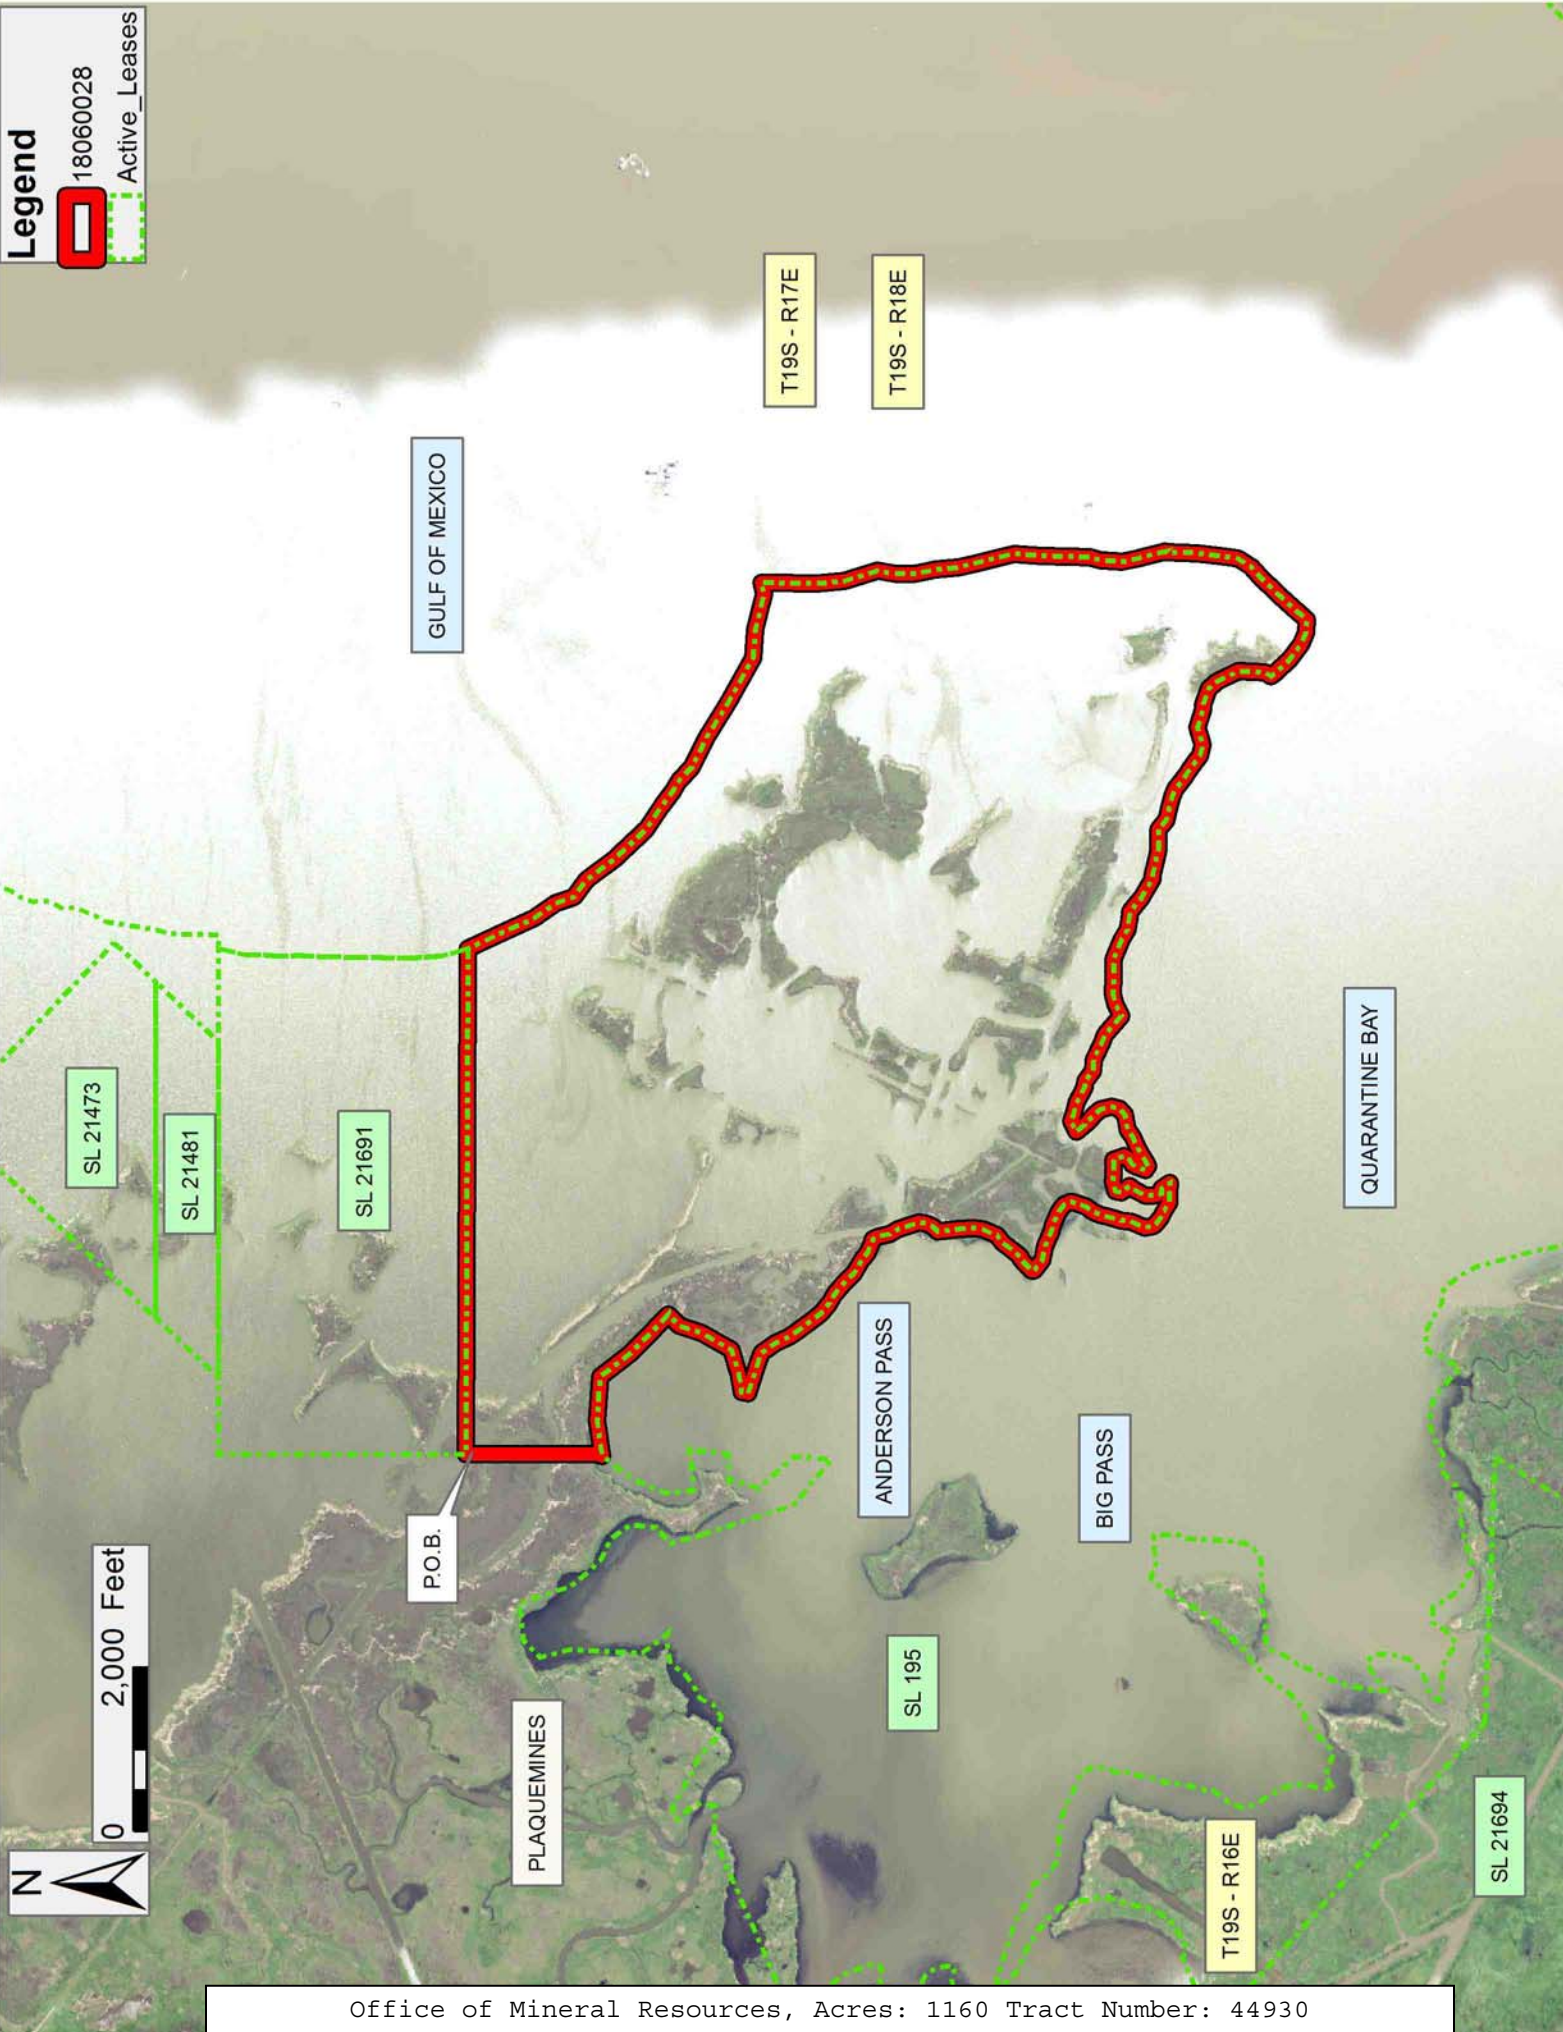 Legend
18060028
Active_Leases
N
0 2,000 Feet
GULF OF MEXICO
T19S - R17E
T19S - R18E
SL 21473
SL 21481
SL 21691
P.O.B.
PLAQUEMINES
ANDERSON PASS
BIG PASS
QUARANTINE BAY
SL 195
T19S - R16E
SL 21694
Office of Mineral Resources, Acres: 1160 Tract Number: 44930